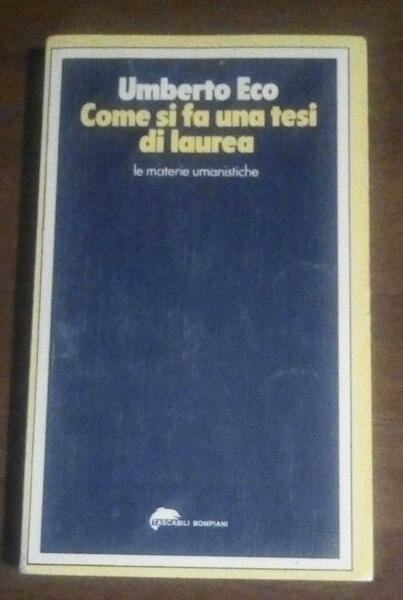 Umberto Eco
Come si fa una tesi
di laurea
le materie umanistiche
TASCABILI BOMPIANI